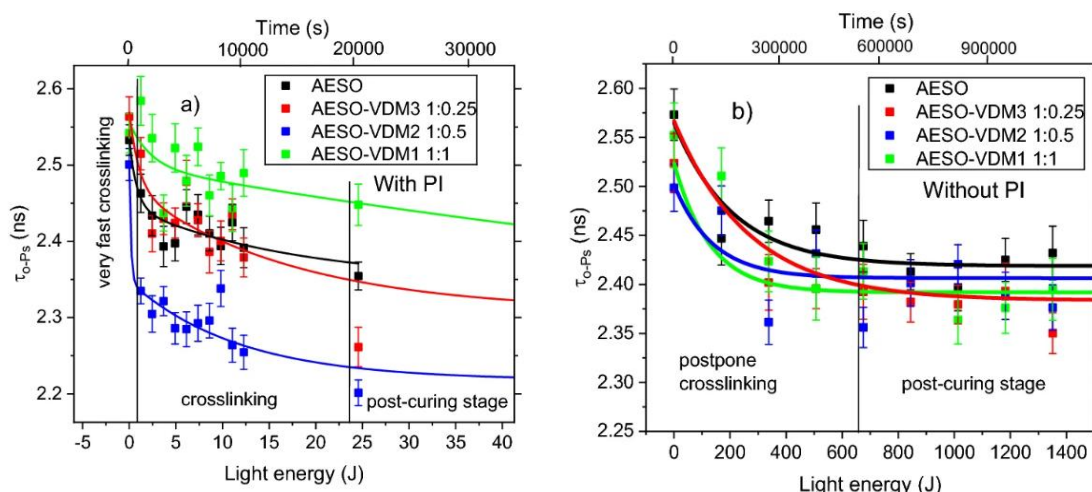 Time (s)
0 10000 20000 30000
a)
AESO
AESO-VDM3 1:0.25
AESO-VDM2 1:0.5
AESO-VDM1 1:1
With PI
very fast crosslinking
crosslinking
post-curing stage
2.6
2.5
2.4
2.3
2.2
τo-Ps (ns)
-5 0 5 10 15 20 25 30 35 40
Light energy (J)
Time (s)
0 300000 600000 900000
b)
AESO
AESO-VDM3 1:0.25
AESO-VDM2 1:0.5
AESO-VDM1 1:1
Without PI
postpone
crosslinking
post-curing stage
2.60
2.55
2.50
2.45
2.40
2.35
2.30
2.25
τo-Ps (ns)
0 200 400 600 800 1000 1200 1400
Light energy (J)